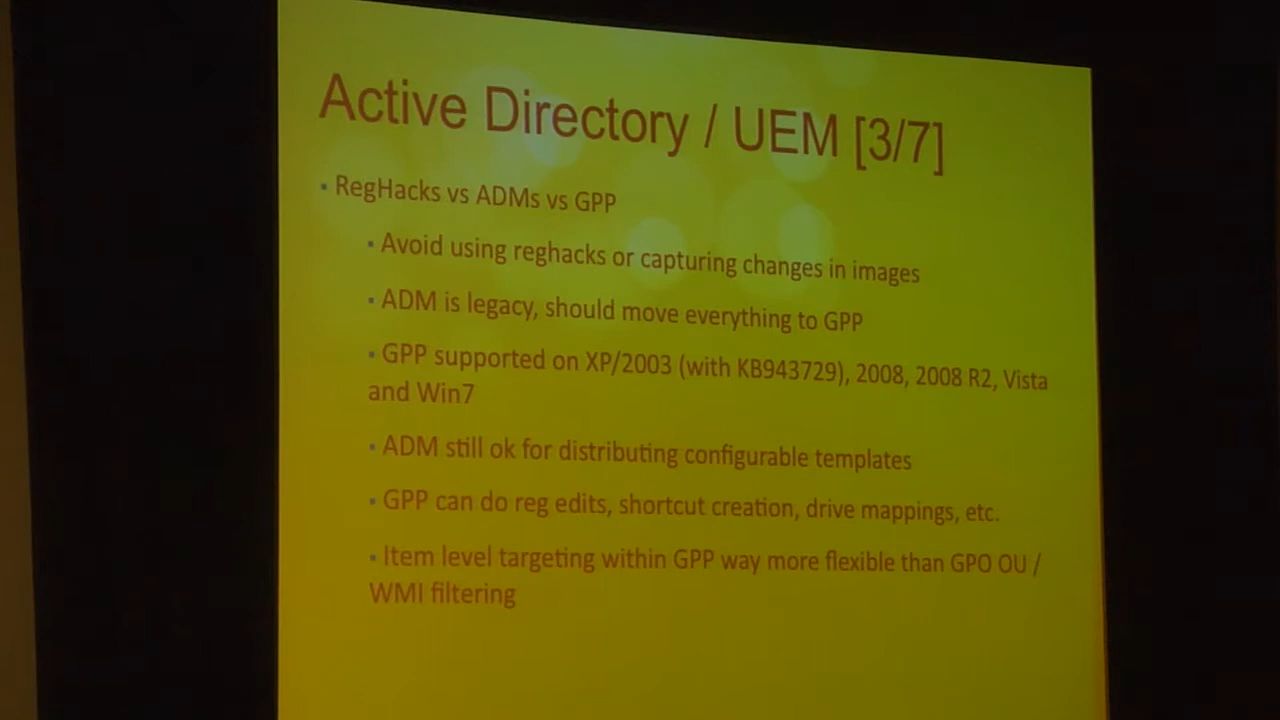 Active Directory / UEM [3/7]
▪ RegHacks vs ADMs vs GPP
▪ Avoid using reghacks or capturing changes in images
▪ ADM is legacy, should move everything to GPP
▪ GPP supported on XP/2003 (with KB943729), 2008, 2008 R2, Vista
and Win7
▪ ADM still ok for distributing configurable templates
▪ GPP can do reg edits, shortcut creation, drive mappings, etc.
▪ Item level targeting within GPP way more flexible than GPO OU /
WMI filtering